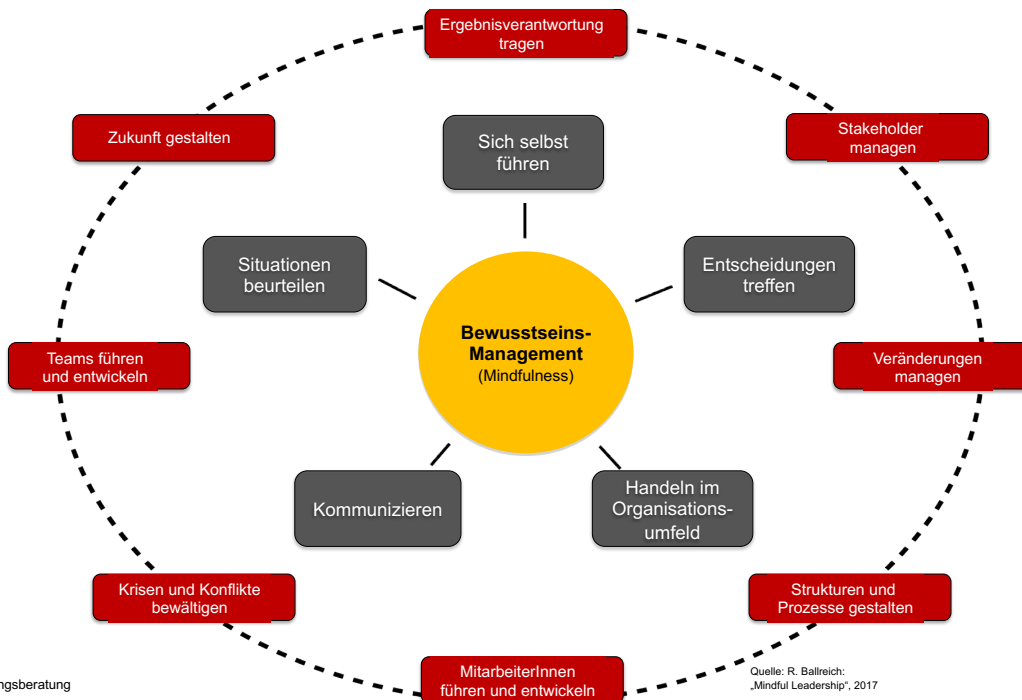 Ergebnisverantwortung
tragen
Zukunft gestalten
Stakeholder
managen
Sich selbst
führen
Situationen
beurteilen
Entscheidungen
treffen
Bewusstseins-
Management
(Mindfulness)
Teams führen
und entwickeln
Veränderungen
managen
Kommunizieren
Handeln im
Organisations-
umfeld
Krisen und Konflikte
bewältigen
Strukturen und
Prozesse gestalten
MitarbeiterInnen
führen und entwickeln
ngsberatung
Quelle: R. Ballreich:
„Mindful Leadership", 2017